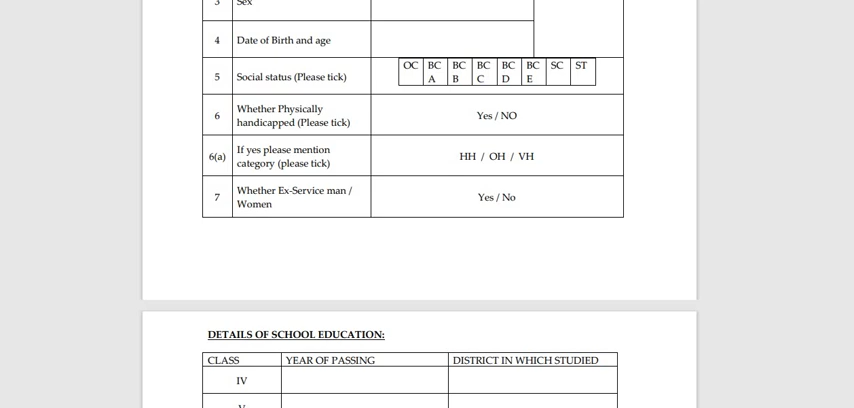 3 Sex
4 Date of Birth and age
OC BC BC BC BC BC SC ST
A B C D E
5 Social status (Please tick)
6 Whether Physically
handicapped (Please tick) Yes / NO
6(a) If yes please mention
category (please tick) HH / OH / VH
7 Whether Ex-Service man /
Women Yes / No
DETAILS OF SCHOOL EDUCATION:
CLASS YEAR OF PASSING DISTRICT IN WHICH STUDIED
IV
V